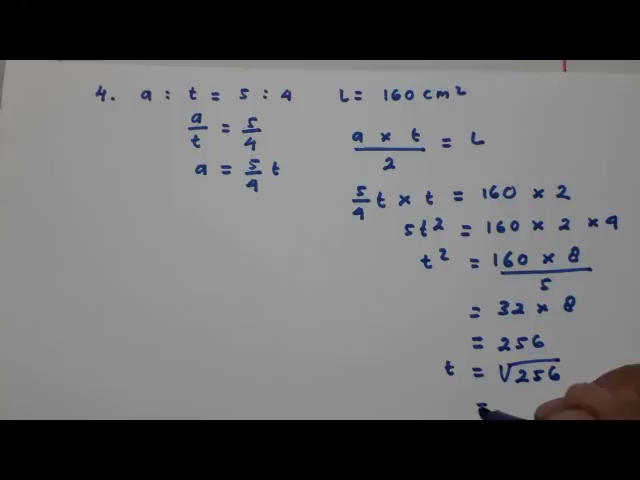 4. a : t = 5 : 4 L = 160 cm²
a/t = 5/4
a = 5/4 t
a x t / 2 = L
5/4 t x t = 160 x 2
5t² = 160 x 2 x 4
t² = 160 x 8 / 5
= 32 x 8
= 256
t = √256
=